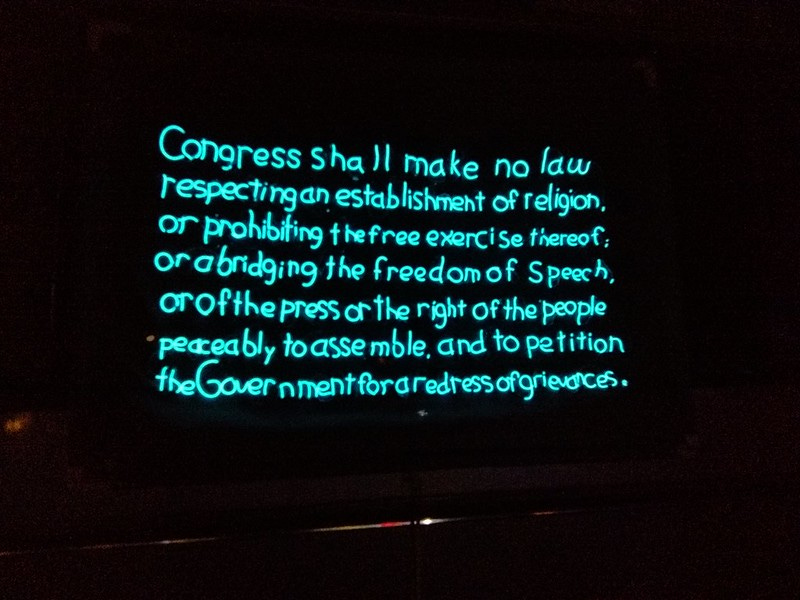 Congress shall make no law
respecting an establishment of religion,
or prohibiting the free exercise thereof;
or abridging the freedom of speech,
or of the press or the right of the people
peaceably to assemble, and to petition
the Government for a redress of grievances.